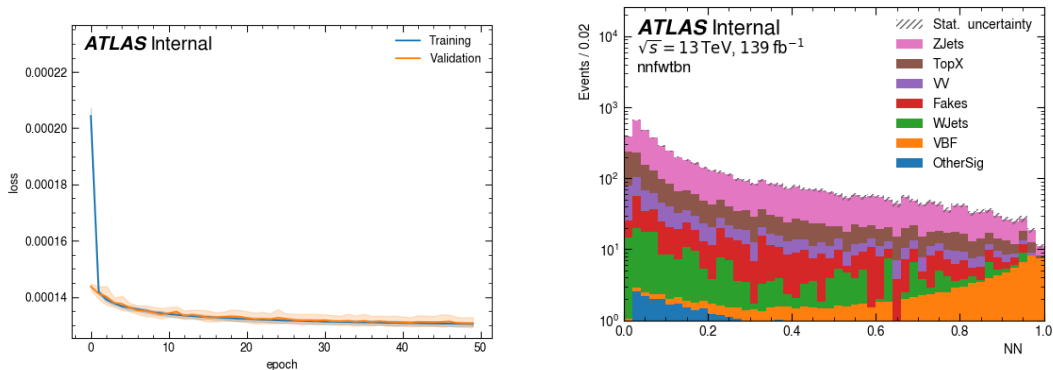 ATLAS Internal
Training
Validation
0.00022
0.00020
0.00018
0.00016
0.00014
loss
0
10
20
30
40
50
epoch
ATLAS Internal
√s = 13 TeV, 139 fb⁻¹
nnfwtbn
Stat. uncertainty
ZJets
TopX
VV
Fakes
WJets
VBF
OtherSig
Events / 0.02
10⁴
10³
10²
10¹
10⁰
0.0
0.2
0.4
0.6
0.8
1.0
NN